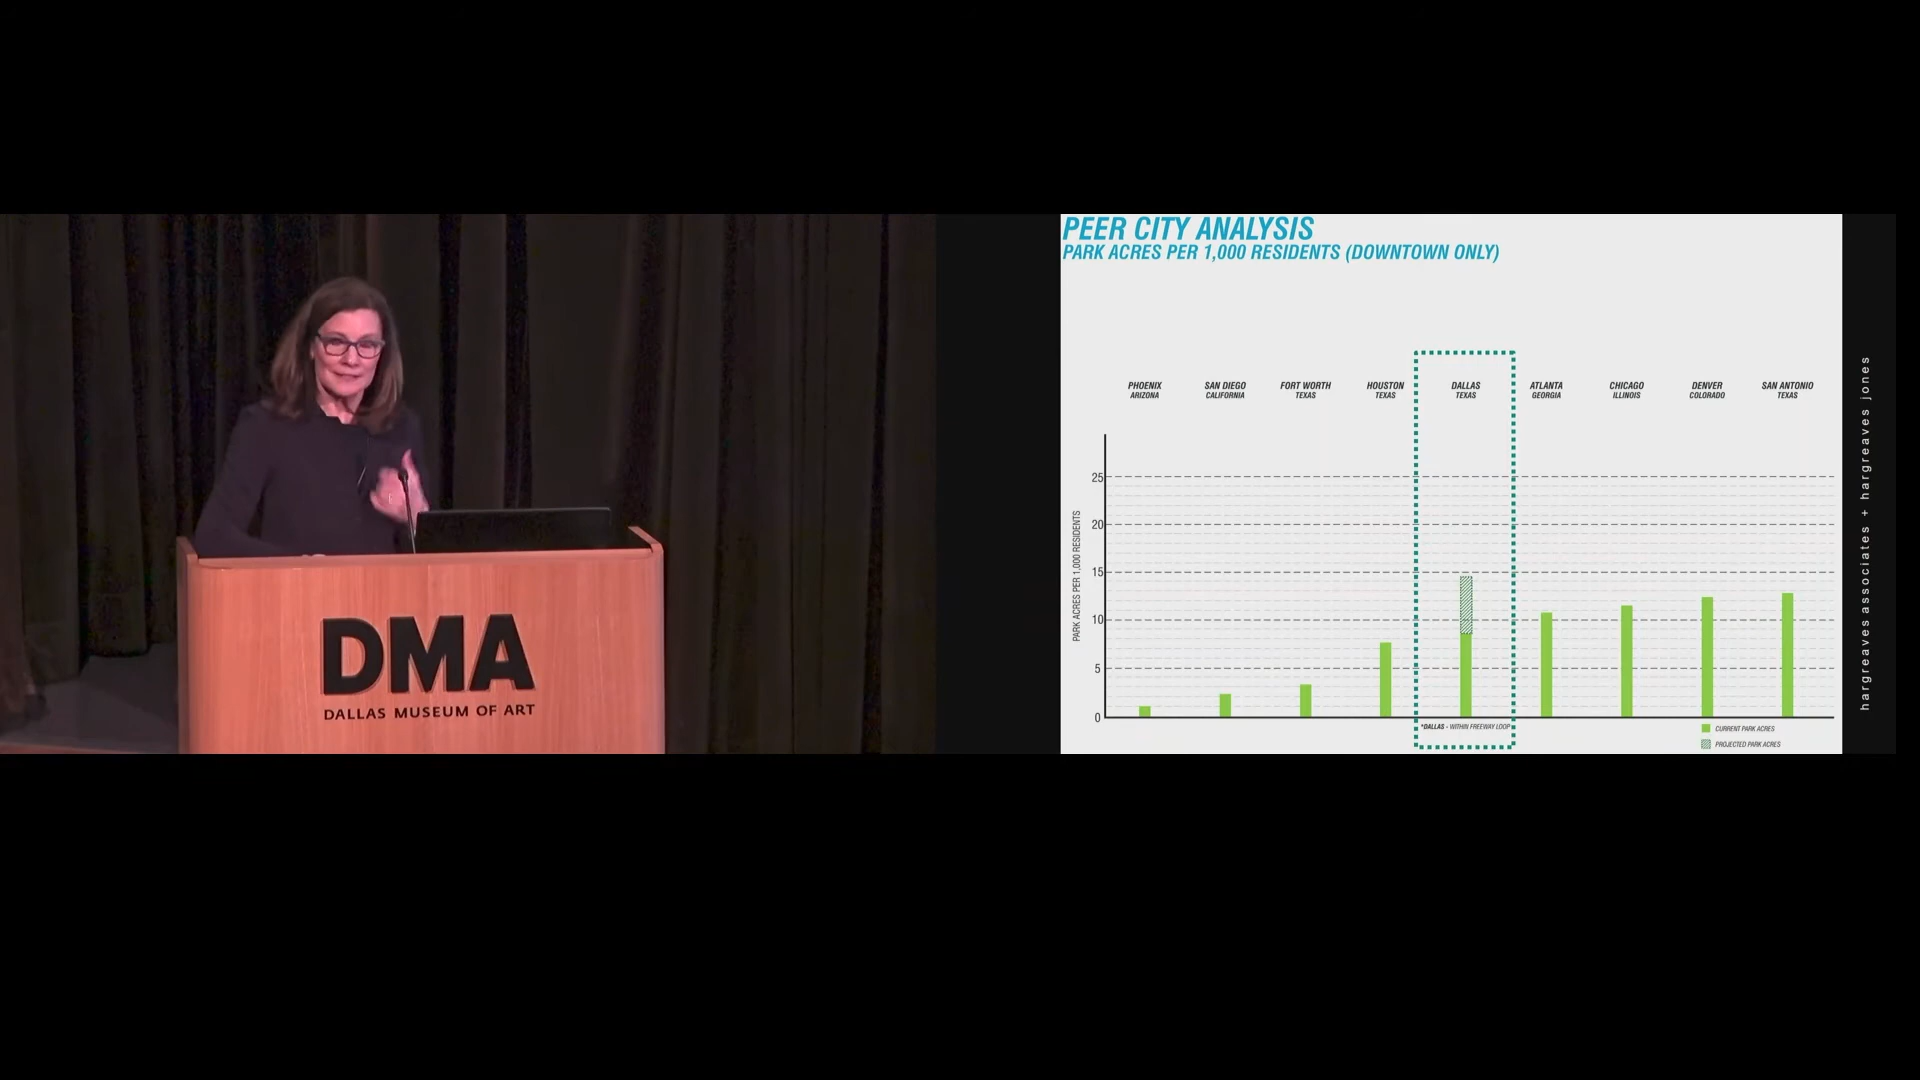 DMA
DALLAS MUSEUM OF ART
PEER CITY ANALYSIS
PARK ACRES PER 1,000 RESIDENTS (DOWNTOWN ONLY)
PHOENIX
ARIZONA
SAN DIEGO
CALIFORNIA
FORT WORTH
TEXAS
HOUSTON
TEXAS
DALLAS
TEXAS
ATLANTA
GEORGIA
CHICAGO
ILLINOIS
DENVER
COLORADO
SAN ANTONIO
TEXAS
PARK ACRES PER 1,000 RESIDENTS
25
20
15
10
5
0
*DALLAS - WITHIN FREEWAY LOOP
CURRENT PARK ACRES
PROJECTED PARK ACRES
hargreaves associates + hargreaves jones